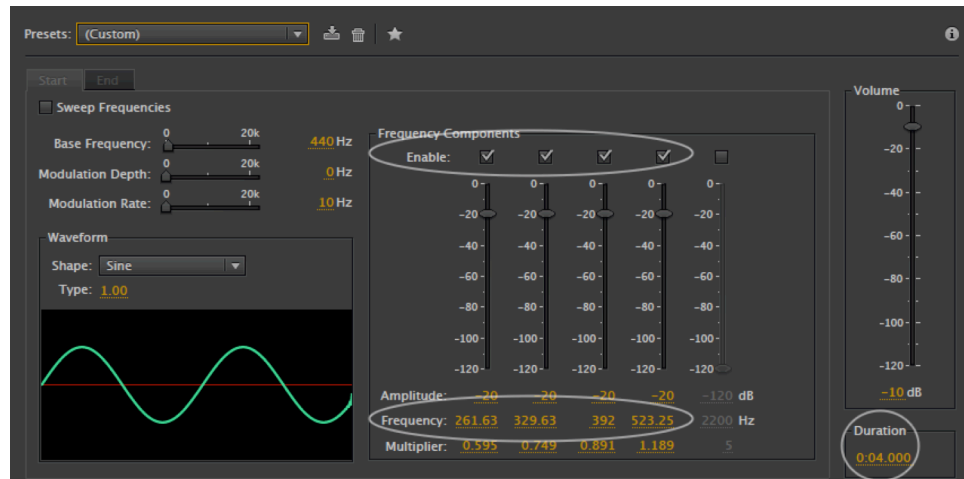 Presets: (Custom)
Start End
Sweep Frequencies
Base Frequency: 0 20k 440 Hz
Modulation Depth: 0 20k 0 Hz
Modulation Rate: 0 20k 10 Hz
Waveform
Shape: Sine
Type: 1.00
Frequency Components
Enable:
0 0 0 0 0
-20 -20 -20 -20 -20
-40 -40 -40 -40 -40
-60 -60 -60 -60 -60
-80 -80 -80 -80 -80
-100 -100 -100 -100 -100
-120 -120 -120 -120 -120
Amplitude: -20 -20 -20 -20 -120 dB
Frequency: 261.63 329.63 392 523.25 2200 Hz
Multiplier: 0.595 0.749 0.891 1.189 5
Volume
0
-20
-40
-60
-80
-100
-120
-10 dB
Duration
0:04.000